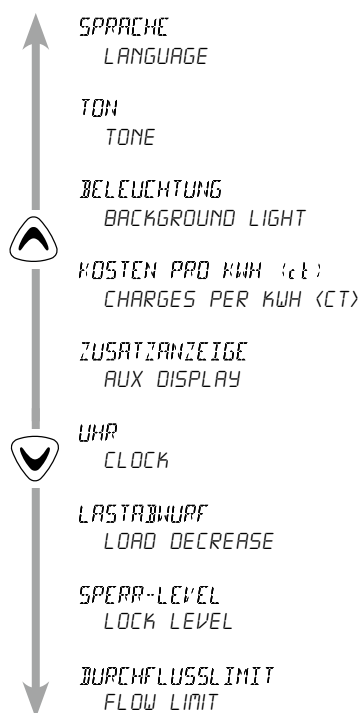 SPRACHE
LANGUAGE
TON
TONE
BELEUCHTUNG
BACKGROUND LIGHT
KOSTEN PRO KWH (ct)
CHARGES PER KWH (CT)
ZUSATZANZEIGE
AUX DISPLAY
UHR
CLOCK
LASTABWURF
LOAD DECREASE
SPERR-LEVEL
LOCK LEVEL
DURCHFLUSSLIMIT
FLOW LIMIT